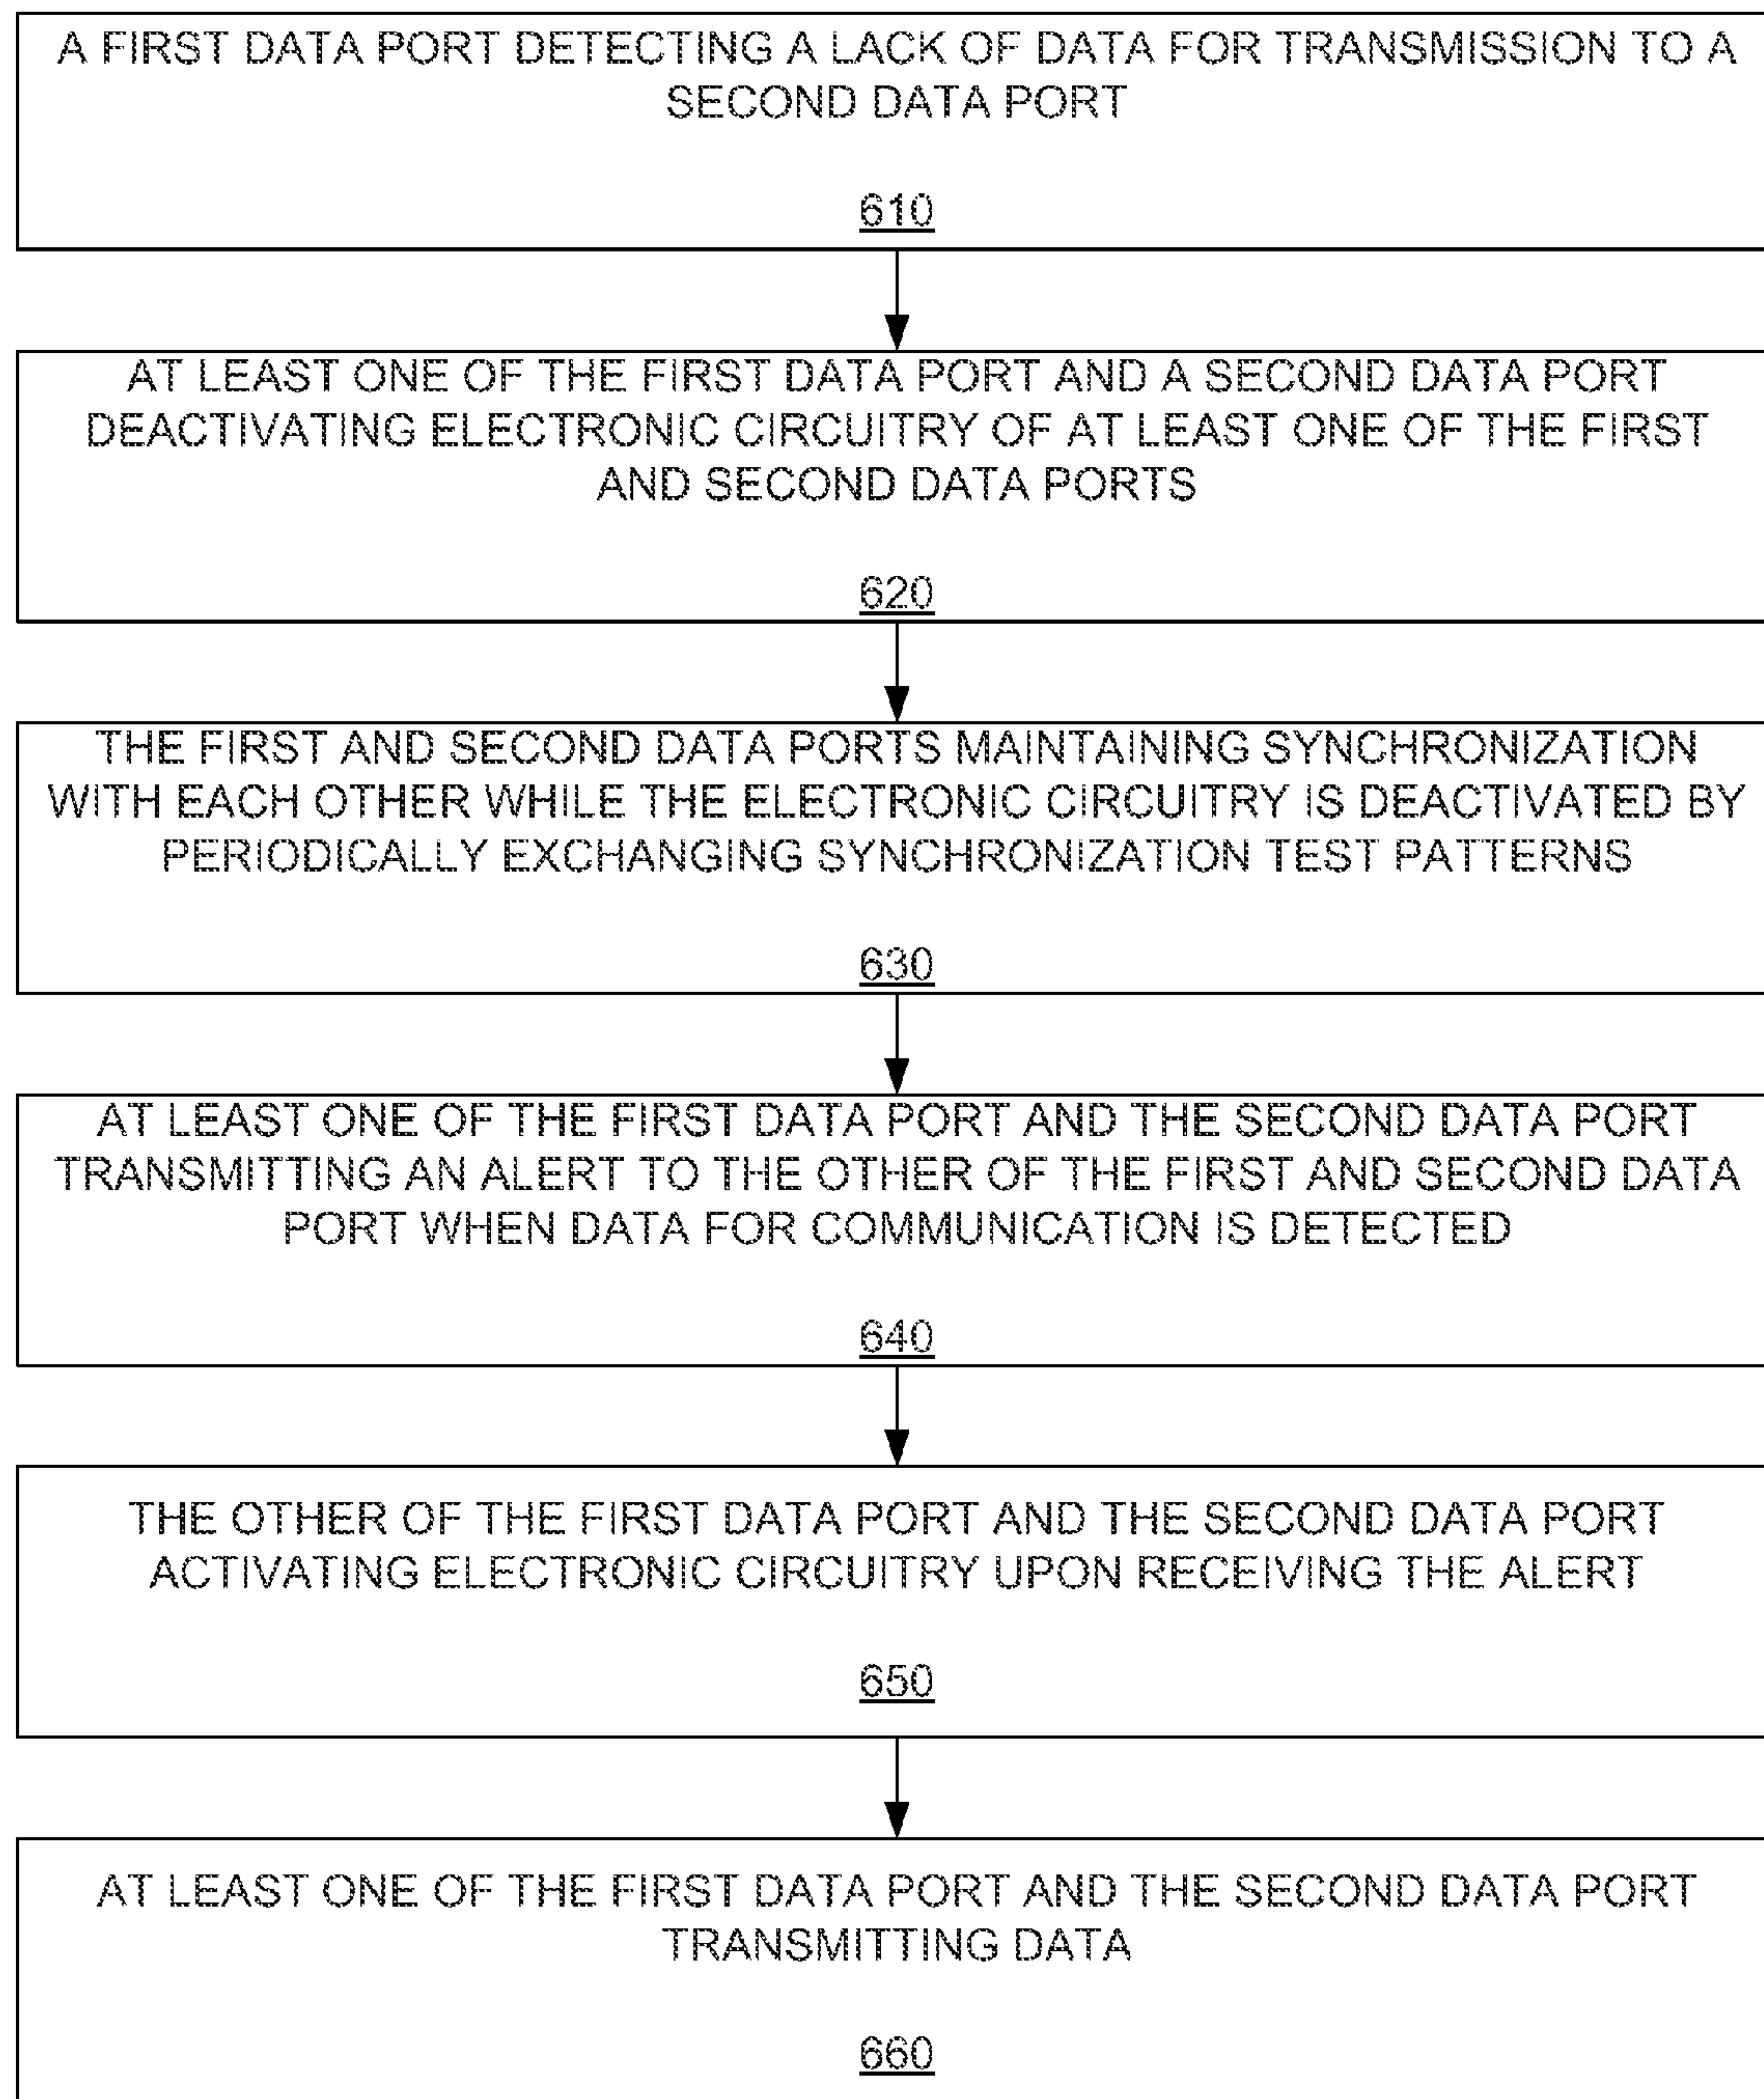 A FIRST DATA PORT DETECTING A LACK OF DATA FOR TRANSMISSION TO A
SECOND DATA PORT
610
AT LEAST ONE OF THE FIRST DATA PORT AND A SECOND DATA PORT
DEACTIVATING ELECTRONIC CIRCUITRY OF AT LEAST ONE OF THE FIRST
AND SECOND DATA PORTS
620
THE FIRST AND SECOND DATA PORTS MAINTAINING SYNCHRONIZATION
WITH EACH OTHER WHILE THE ELECTRONIC CIRCUITRY IS DEACTIVATED BY
PERIODICALLY EXCHANGING SYNCHRONIZATION TEST PATTERNS
630
AT LEAST ONE OF THE FIRST DATA PORT AND THE SECOND DATA PORT
TRANSMITTING AN ALERT TO THE OTHER OF THE FIRST AND SECOND DATA
PORT WHEN DATA FOR COMMUNICATION IS DETECTED
640
THE OTHER OF THE FIRST DATA PORT AND THE SECOND DATA PORT
ACTIVATING ELECTRONIC CIRCUITRY UPON RECEIVING THE ALERT
650
AT LEAST ONE OF THE FIRST DATA PORT AND THE SECOND DATA PORT
TRANSMITTING DATA
660